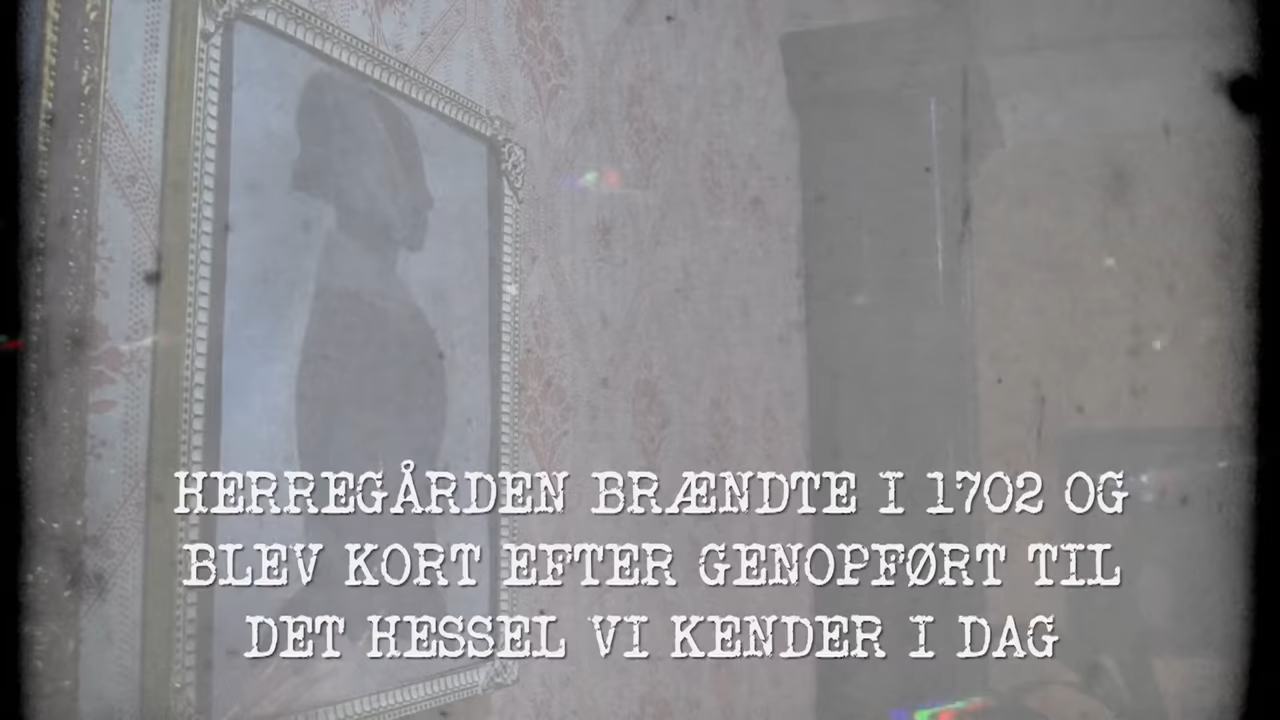 HERREGÅRDEN BRÆNDTE I 1702 OG
BLEV KORT EFTER GENOPFØRT TIL
DET HESSEL VI KENDER I DAG